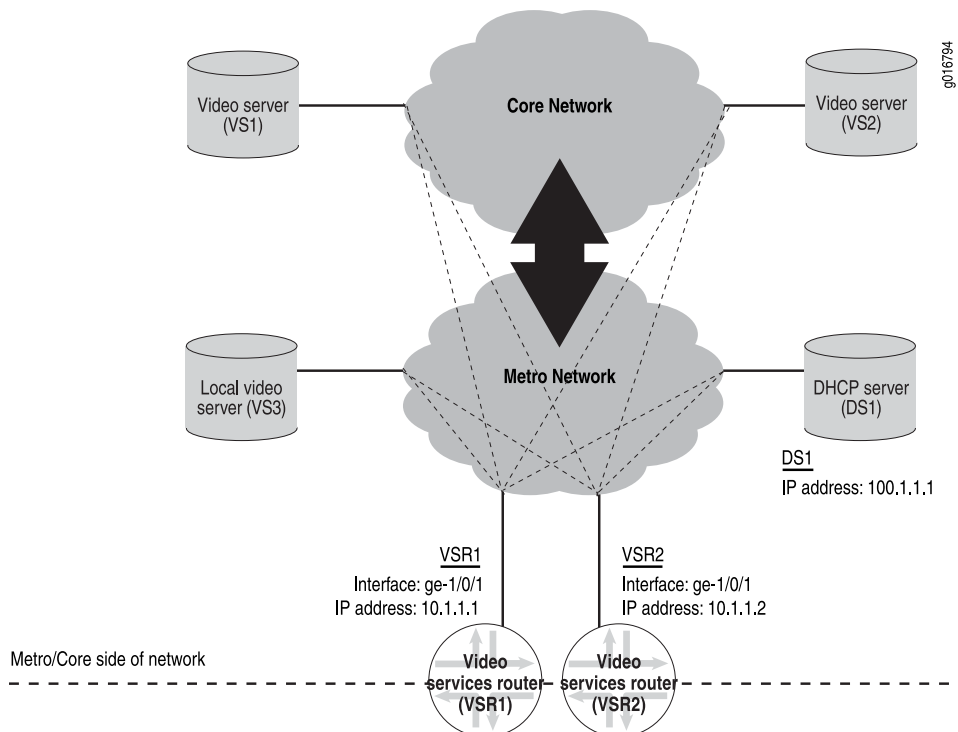 g016794
Video server
(VS1)
Core Network
Video server
(VS2)
Local video
server (VS3)
Metro Network
DHCP server
(DS1)
DS1
IP address: 100.1.1.1
VSR1
Interface: ge-1/0/1
IP address: 10.1.1.1
VSR2
Interface: ge-1/0/1
IP address: 10.1.1.2
Metro/Core side of network
Video
services router
(VSR1)
Video
services router
(VSR2)